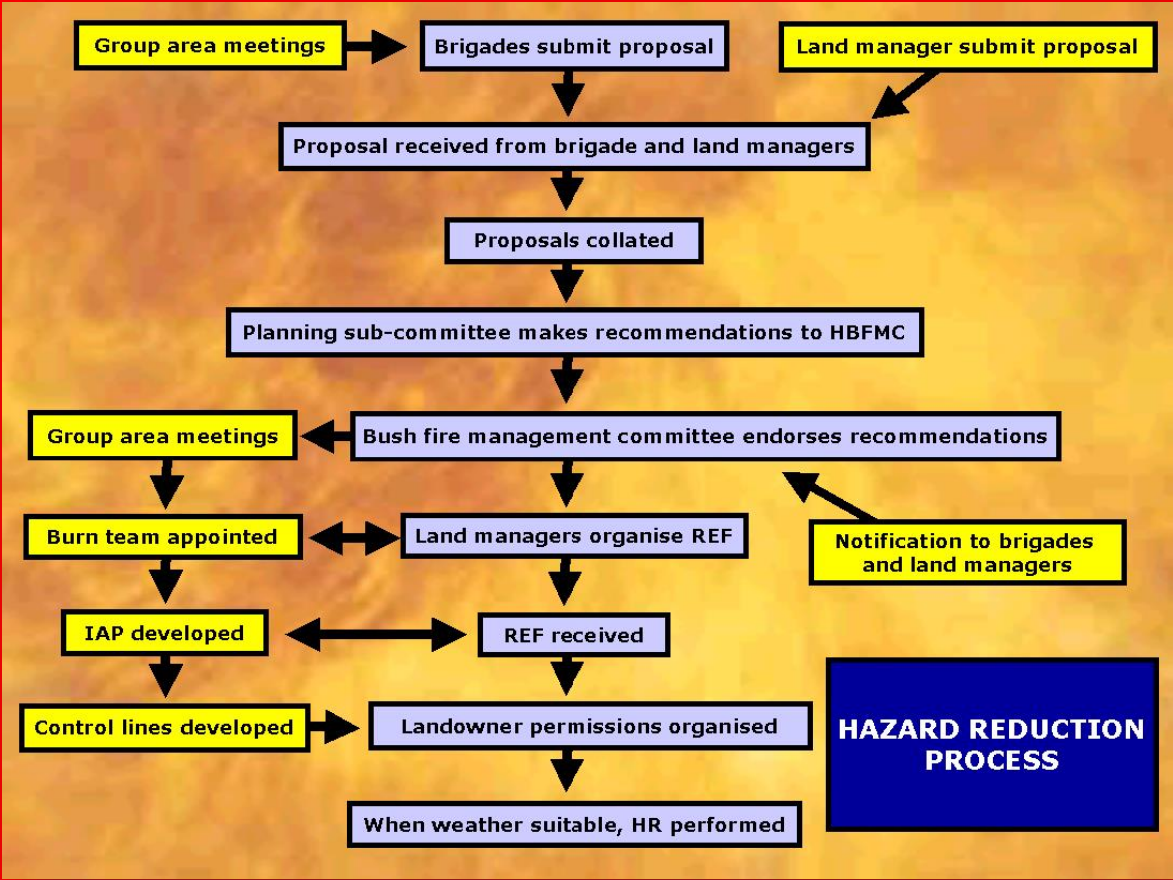 Group area meetings
Brigades submit proposal
Land manager submit proposal
Proposal received from brigade and land managers
Proposals collated
Planning sub-committee makes recommendations to HBFMC
Group area meetings
Bush fire management committee endorses recommendations
Burn team appointed
Land managers organise REF
Notification to brigades
and land managers
IAP developed
REF received
Control lines developed
Landowner permissions organised
HAZARD REDUCTION
PROCESS
When weather suitable, HR performed